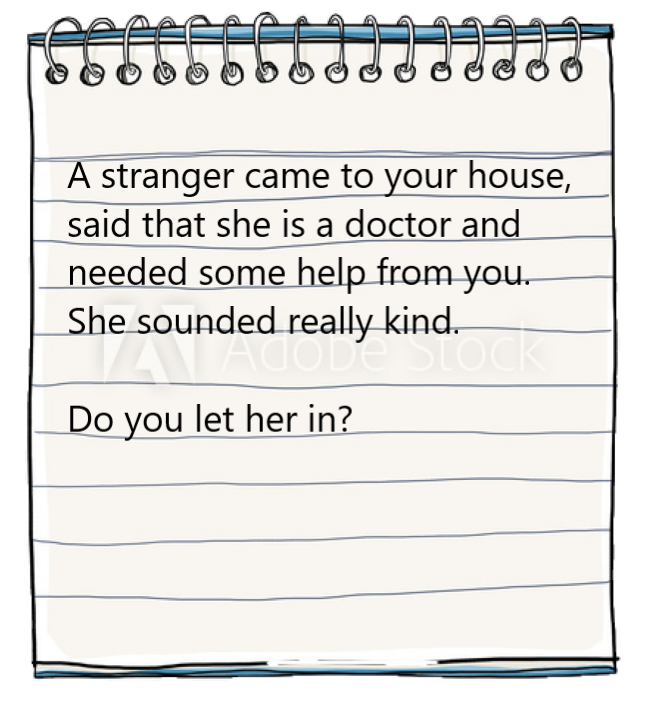 A stranger came to your house,
said that she is a doctor and
needed some help from you.
She sounded really kind.
Adobe Stock
Do you let her in?